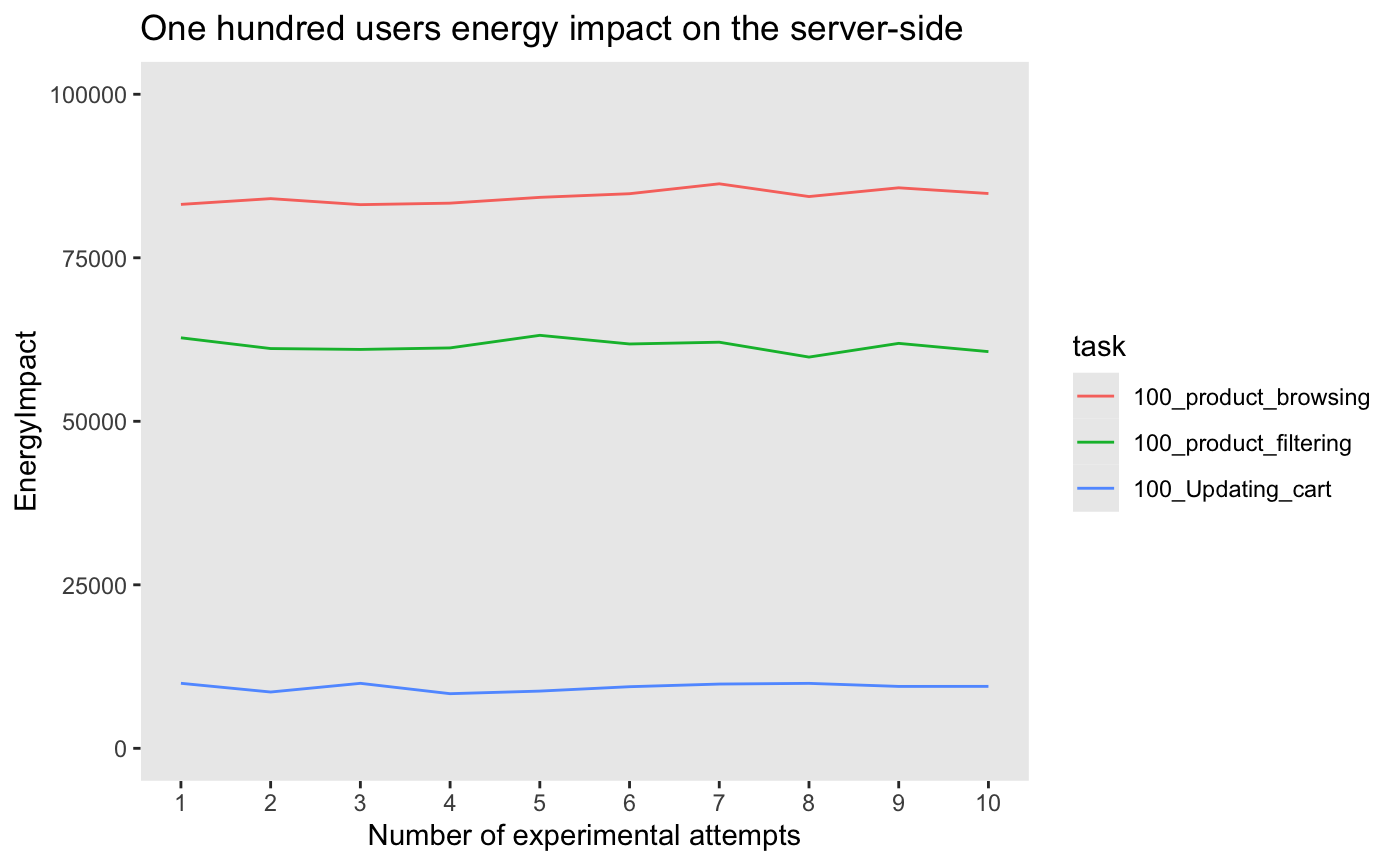 One hundred users energy impact on the server-side
100000
75000
50000
25000
0
EnergyImpact
1 2 3 4 5 6 7 8 9 10
Number of experimental attempts
task
100_product_browsing
100_product_filtering
100_Updating_cart